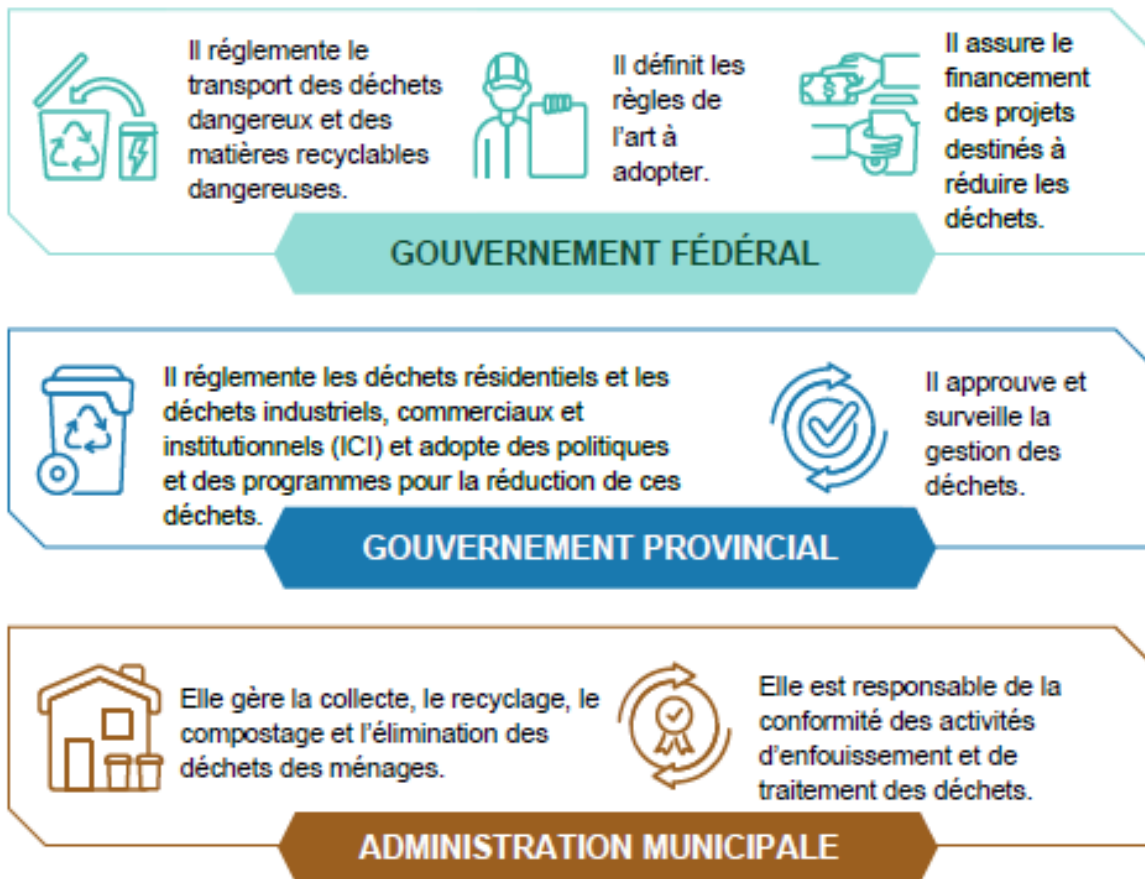 Il réglemente le
transport des déchets
dangereux et des
matières recyclables
dangereuses.
Il définit les
règles de
l'art à
adopter.
$
Il assure le
financement
des projets
destinés à
réduire les
déchets.
GOUVERNEMENT FÉDÉRAL
Il réglemente les déchets résidentiels et les
déchets industriels, commerciaux et
institutionnels (ICI) et adopte des politiques
et des programmes pour la réduction de ces
déchets.
Il approuve et
surveille la
gestion des
déchets.
GOUVERNEMENT PROVINCIAL
Elle gère la collecte, le recyclage, le
compostage et l'élimination des
déchets des ménages.
Elle est responsable de la
conformité des activités
d'enfouissement et de
traitement des déchets.
ADMINISTRATION MUNICIPALE